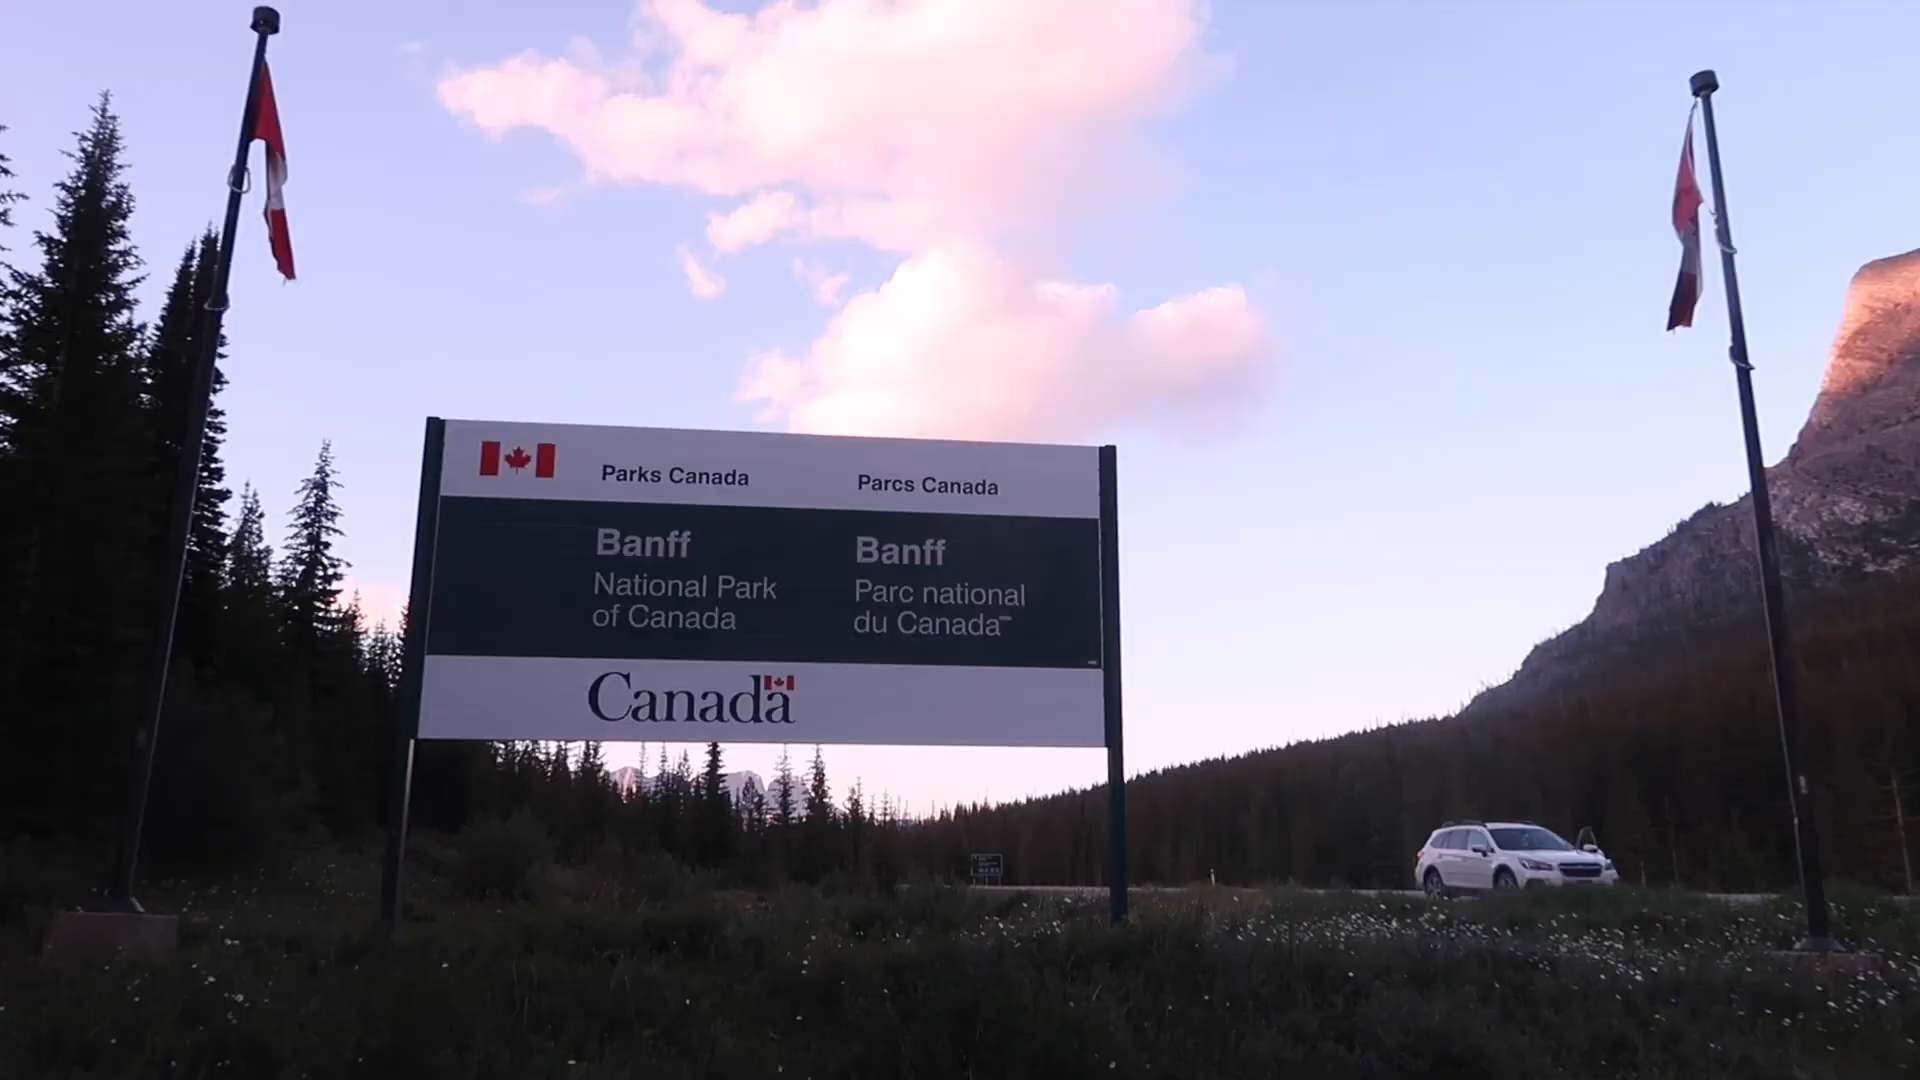 Parks Canada
Parcs Canada
Banff
National Park
of Canada
Banff
Parc national
du Canada
Canada